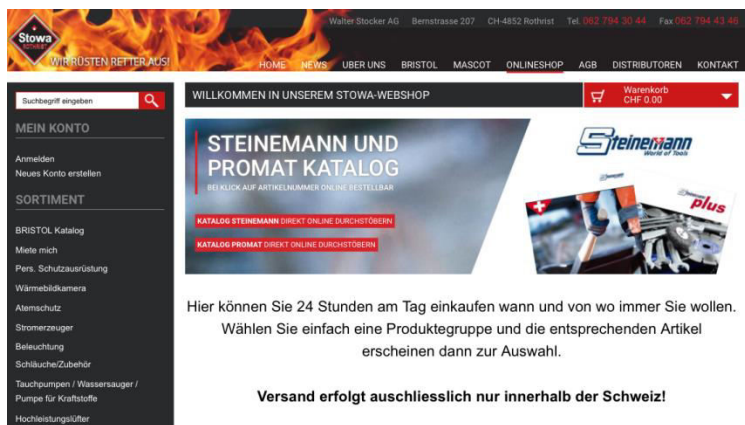 Stowa
ROTHRIST
WIR RÜSTEN RETTER AUS!
Walter Stocker AG Bernstrasse 207 CH-4852 Rothrist Tel. 062 794 30 44 Fax 062 794 43 46
HOME NEWS ÜBER UNS BRISTOL MASCOT ONLINESHOP AGB DISTRIBUTOREN KONTAKT
Suchbegriff eingeben
MEIN KONTO
Anmelden
Neues Konto erstellen
SORTIMENT
BRISTOL Katalog
Miete mich
Pers. Schutzausrüstung
Wärmebildkamera
Atemschutz
Stromerzeuger
Beleuchtung
Schläuche/Zubehör
Tauchpumpen / Wassersauger /
Pumpe für Kraftstoffe
Hochleistungslüfter
WILLKOMMEN IN UNSEREM STOWA-WEBSHOP
Warenkorb
CHF 0.00
STEINEMANN UND
PROMAT KATALOG
BEI KLICK AUF ARTIKELNUMMER ONLINE BESTELLBAR
KATALOG STEINEMANN DIREKT ONLINE DURCHSTÖBERN
KATALOG PROMAT DIREKT ONLINE DURCHSTÖBERN
Steinemann
World of Tools
plus
Hier können Sie 24 Stunden am Tag einkaufen wann und von wo immer Sie wollen.
Wählen Sie einfach eine Produktegruppe und die entsprechenden Artikel
erscheinen dann zur Auswahl.
Versand erfolgt auschliesslich nur innerhalb der Schweiz!